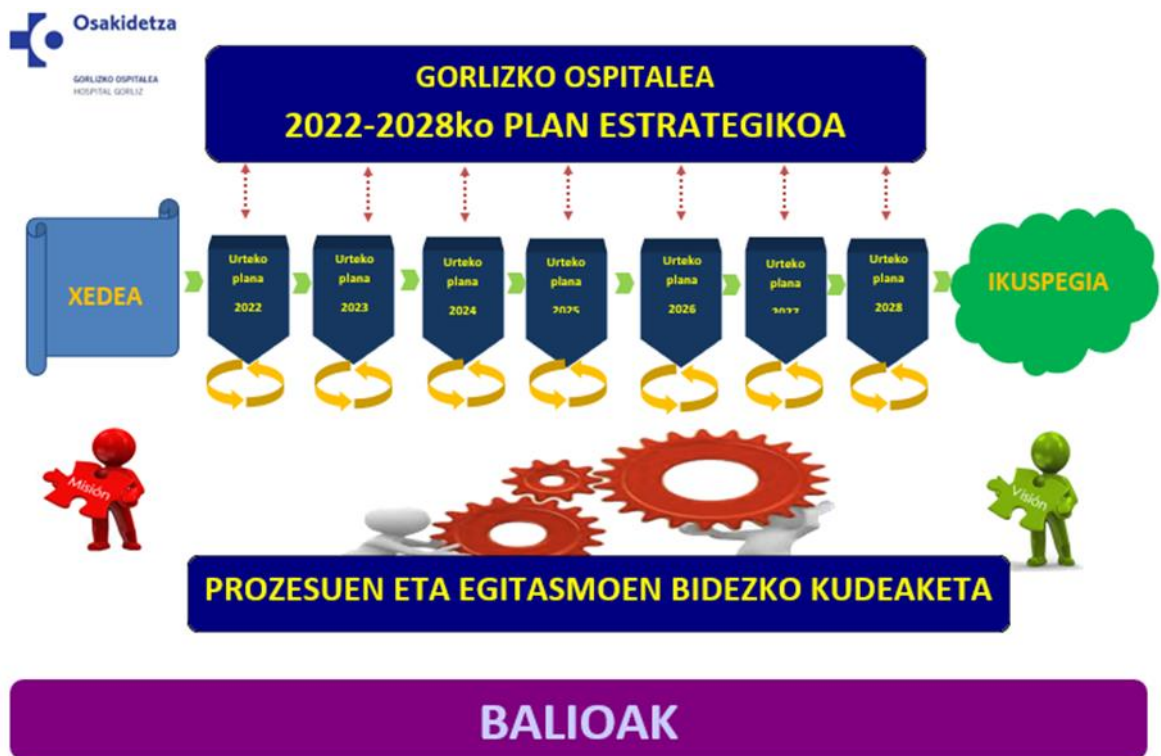 Osakidetza
GORLIZKO OSPITALEA
HOSPITAL GORLIZ
GORLIZKO OSPITALEA
2022-2028ko PLAN ESTRATEGIKOA
XEDEA
Urteko
plana
2022
Urteko
plana
2023
Urteko
plana
2024
Urteko
plana
2025
Urteko
plana
2026
Urteko
plana
2027
Urteko
plana
2028
IKUSPEGIA
Misión
Visión
PROZESUEN ETA EGITASMOEN BIDEZKO KUDEAKETA
BALIOAK